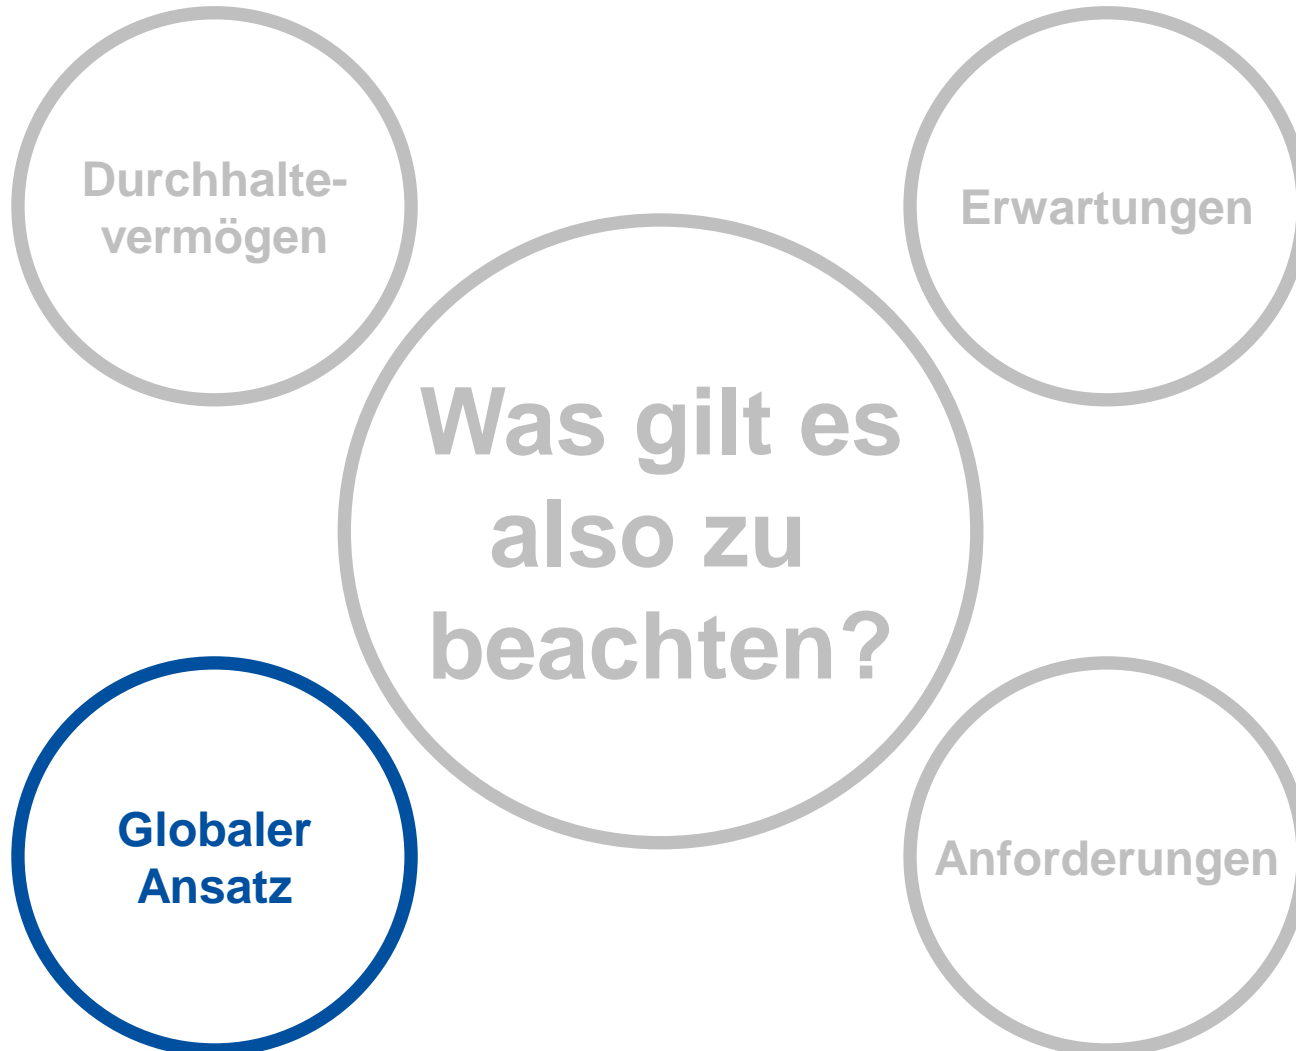 Durchhalte-
vermögen
Erwartungen
Was gilt es
also zu
beachten?
Globaler
Ansatz
Anforderungen